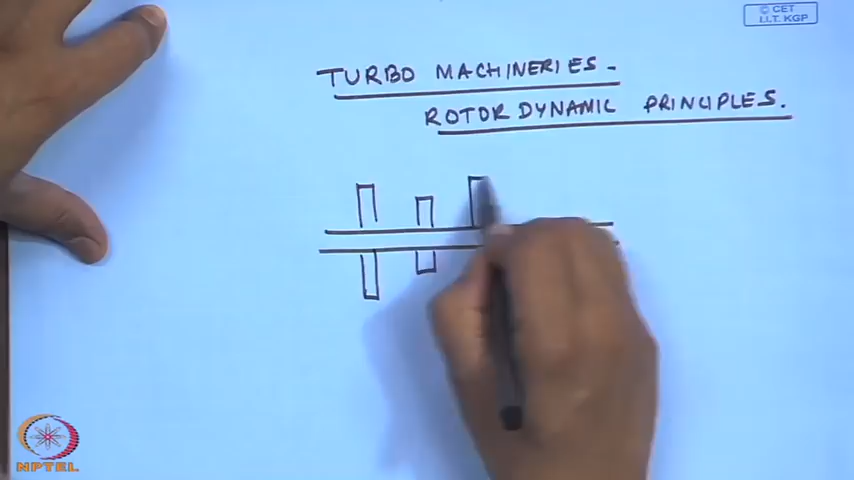 © CET
I.I.T. KGP
TURBO MACHINERIES.
ROTOR DYNAMIC PRINCIPLES.
NPTEL